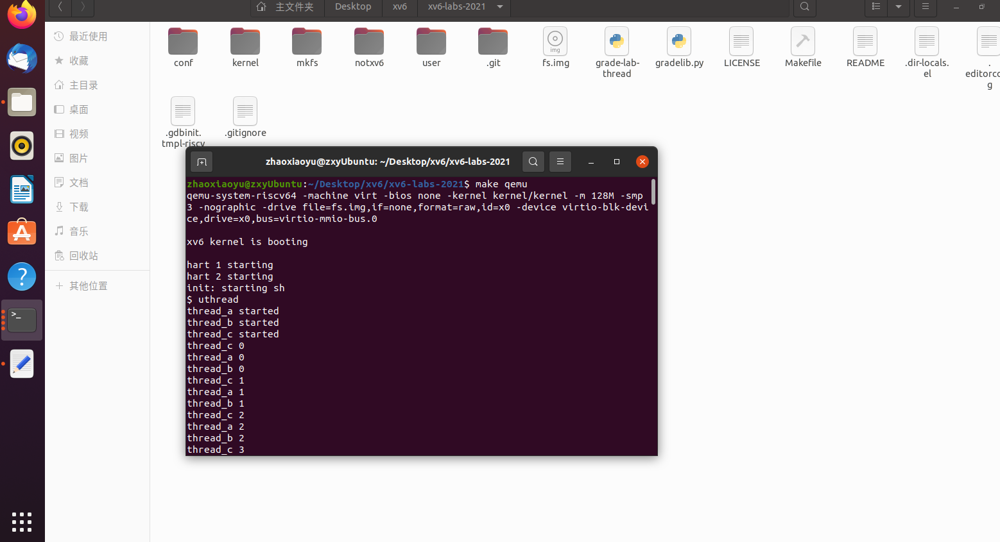 主文件夹
Desktop
xv6
xv6-labs-2021
最近使用
收藏
主目录
桌面
视频
图片
文档
下载
音乐
回收站
其他位置
conf
kernel
mkfs
notxv6
user
.git
img
fs.img
grade-lab-
thread
gradelib.py
LICENSE
Makefile
README
.dir-locals.
el
.
editorco
g
.gdbinit.
tmpl-riscv
.gitignore
zhaoxiaoyu@zxyUbuntu: ~/Desktop/xv6/xv6-labs-2021
zhaoxiaoyu@zxyUbuntu:~/Desktop/xv6/xv6-labs-2021$ make qemu
qemu-system-riscv64 -machine virt -bios none -kernel kernel/kernel -m 128M -smp
3 -nographic -drive file=fs.img,if=none,format=raw,id=x0 -device virtio-blk-devi
ce,drive=x0,bus=virtio-mmio-bus.0
xv6 kernel is booting
hart 1 starting
hart 2 starting
init: starting sh
$ uthread
thread_a started
thread_b started
thread_c started
thread_c 0
thread_a 0
thread_b 0
thread_c 1
thread_a 1
thread_b 1
thread_c 2
thread_a 2
thread_b 2
thread_c 3